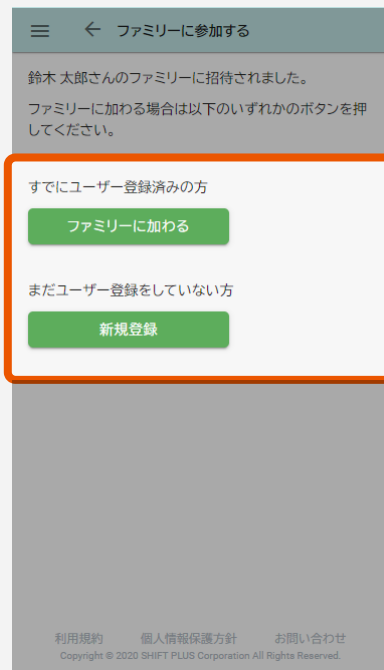 ファミリーに参加する
鈴木 太郎さんのファミリーに招待されました。
ファミリーに加わる場合は以下のいずれかのボタンを押
してください。
すでにユーザー登録済みの方
ファミリーに加わる
まだユーザー登録をしていない方
新規登録
利用規約 個人情報保護方針 お問い合わせ
Copyright © 2020 SHIFT PLUS Corporation All Rights Reserved.